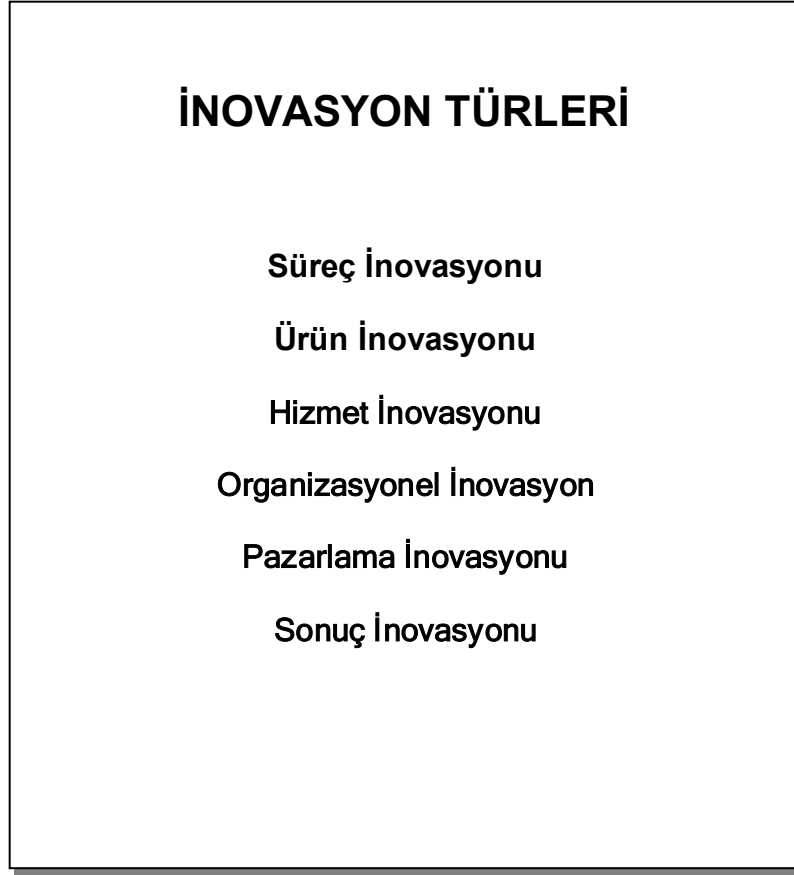 İNOVASYON TÜRLERİ
Süreç İnovasyonu
Ürün İnovasyonu
Hizmet İnovasyonu
Organizasyonel İnovasyon
Pazarlama İnovasyonu
Sonuç İnovasyonu